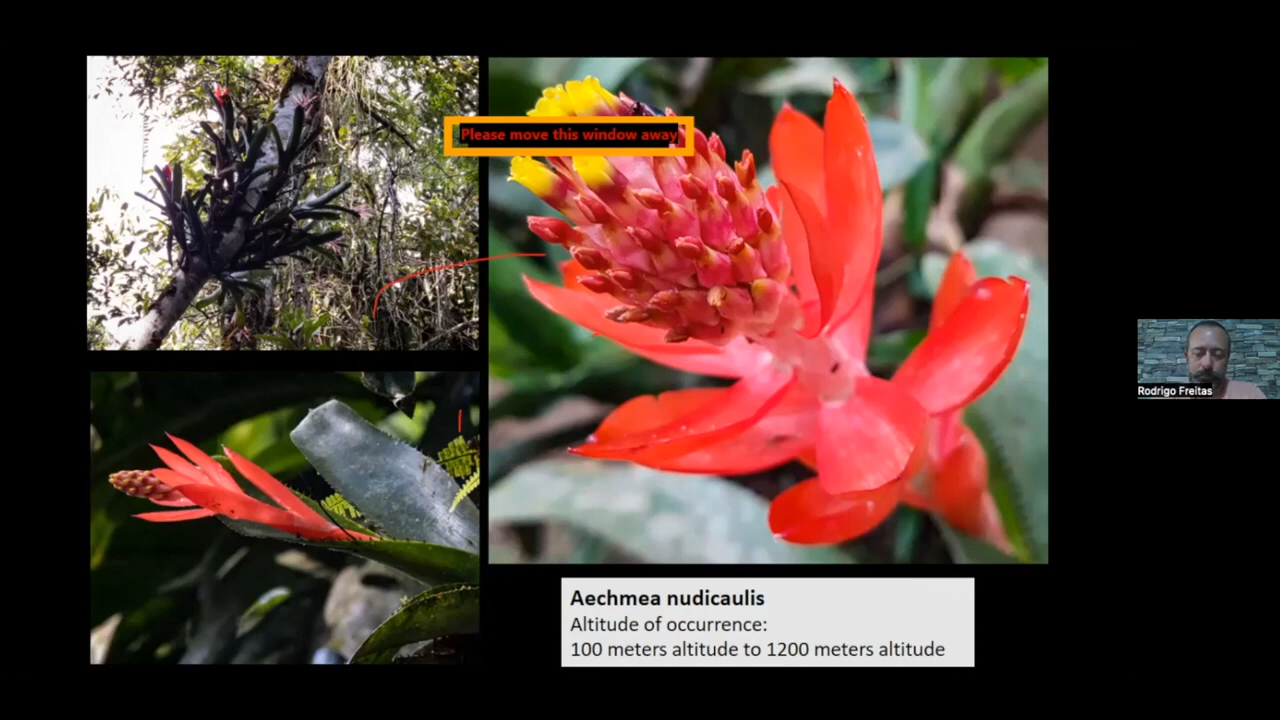 Please move this window away
Rodrigo Freitas
Aechmea nudicaulis
Altitude of occurrence:
100 meters altitude to 1200 meters altitude